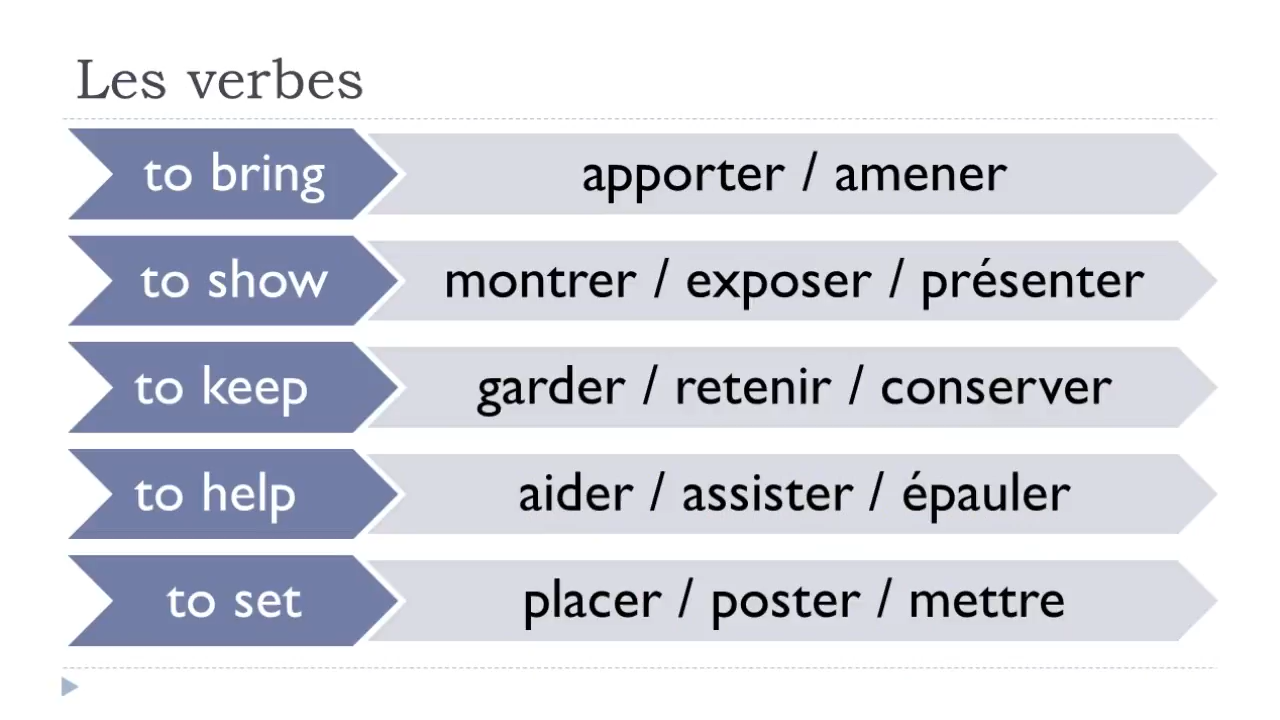 Les verbes
to bring apporter / amener
to show montrer / exposer / présenter
to keep garder / retenir / conserver
to help aider / assister / épauler
to set placer / poster / mettre